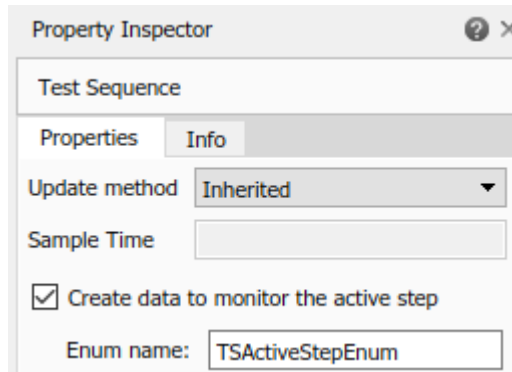 Property Inspector
Test Sequence
Properties Info
Update method Inherited
Sample Time
Create data to monitor the active step
Enum name: TSActiveStepEnum